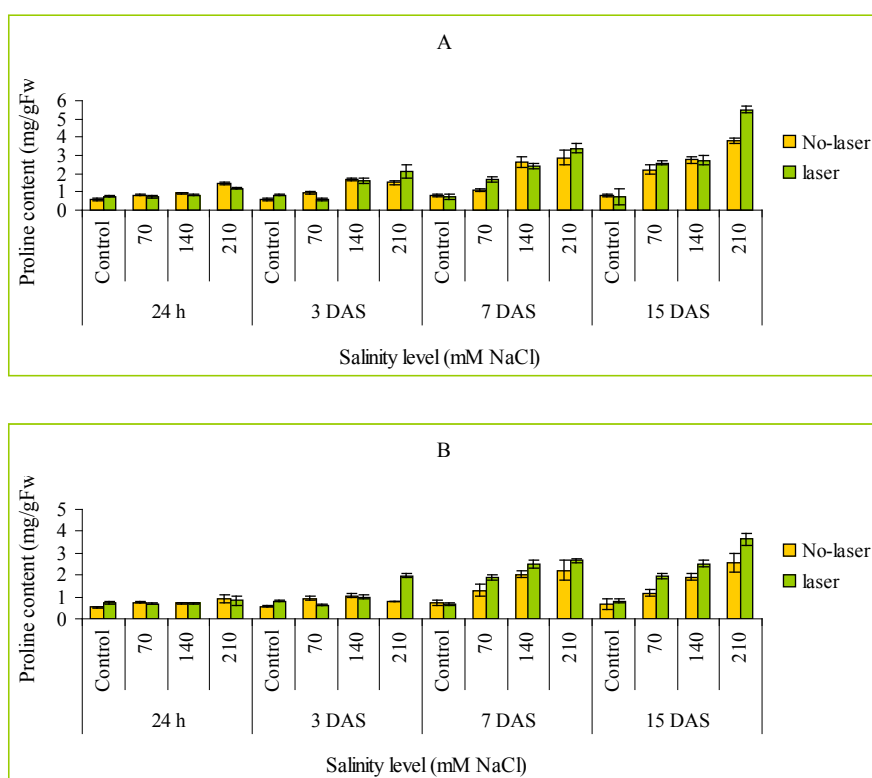 A
Proline content (mg/gFw
6
5
4
3
2
1
0
Control 70 140 210 Control 70 140 210 Control 70 140 210 Control 70 140 210
24 h 3 DAS 7 DAS 15 DAS
Salinity level (mM NaCl)
No-laser
laser
B
Proline content (mg/gFw
5
4
3
2
1
0
Control 70 140 210 Control 70 140 210 Control 70 140 210 Control 70 140 210
24 h 3 DAS 7 DAS 15 DAS
Salinity level (mM NaCl)
No-laser
laser